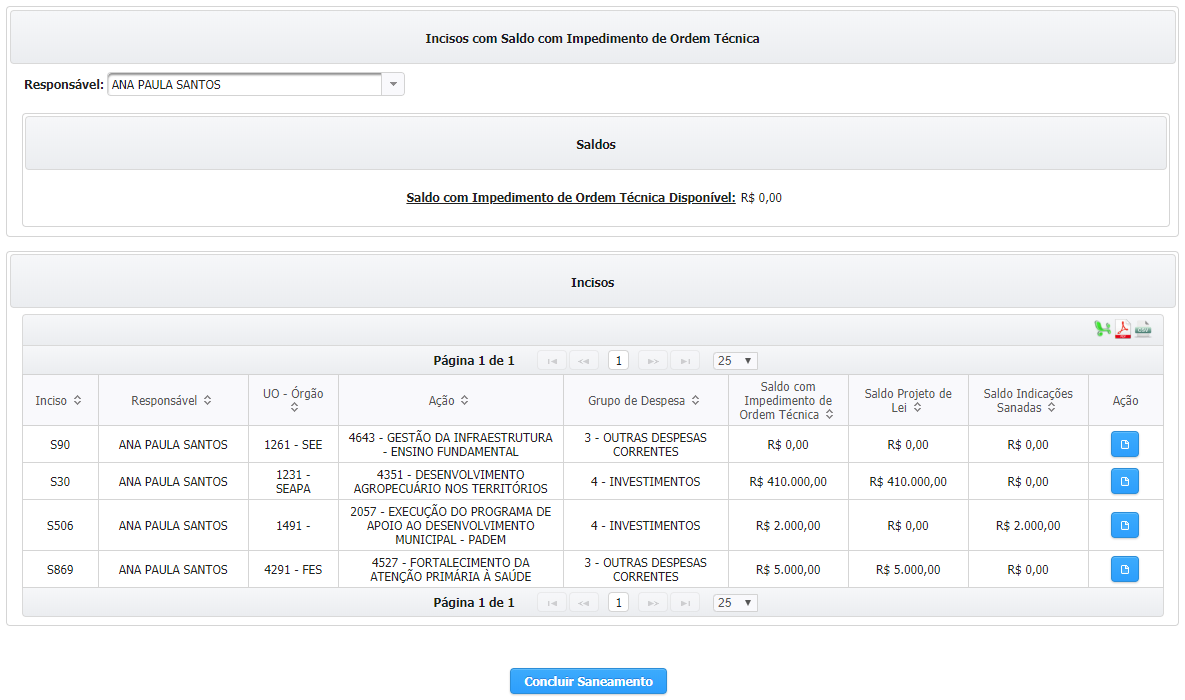 Incisos com Saldo com Impedimento de Ordem Técnica
Responsável: ANA PAULA SANTOS
Saldos
Saldo com Impedimento de Ordem Técnica Disponível: R$ 0,00
Incisos
Página 1 de 1 1 25
Inciso Responsável UO - Órgão Ação Grupo de Despesa Saldo com Impedimento de Ordem Técnica Saldo Projeto de Lei Saldo Indicações Sanadas Ação
S90 ANA PAULA SANTOS 1261 - SEE 4643 - GESTÃO DA INFRAESTRUTURA - ENSINO FUNDAMENTAL 3 - OUTRAS DESPESAS CORRENTES R$ 0,00 R$ 0,00 R$ 0,00
S30 ANA PAULA SANTOS 1231 - SEAPA 4351 - DESENVOLVIMENTO AGROPECUÁRIO NOS TERRITÓRIOS 4 - INVESTIMENTOS R$ 410.000,00 R$ 410.000,00 R$ 0,00
S506 ANA PAULA SANTOS 1491 - 2057 - EXECUÇÃO DO PROGRAMA DE APOIO AO DESENVOLVIMENTO MUNICIPAL - PADEM 4 - INVESTIMENTOS R$ 2.000,00 R$ 0,00 R$ 2.000,00
S869 ANA PAULA SANTOS 4291 - FES 4527 - FORTALECIMENTO DA ATENÇÃO PRIMÁRIA À SAÚDE 3 - OUTRAS DESPESAS CORRENTES R$ 5.000,00 R$ 5.000,00 R$ 0,00
Página 1 de 1 1 25
Concluir Saneamento